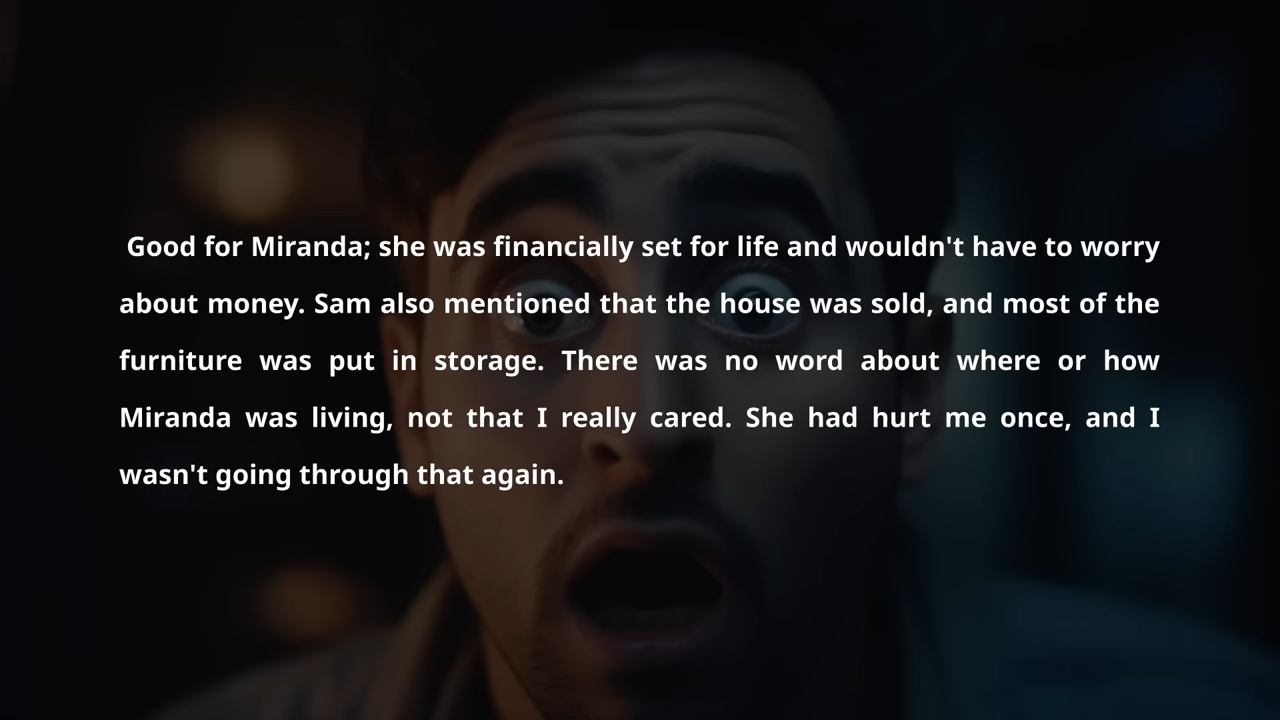 Good for Miranda; she was financially set for life and wouldn't have to worry
about money. Sam also mentioned that the house was sold, and most of the
furniture was put in storage. There was no word about where or how
Miranda was living, not that I really cared. She had hurt me once, and I
wasn't going through that again.